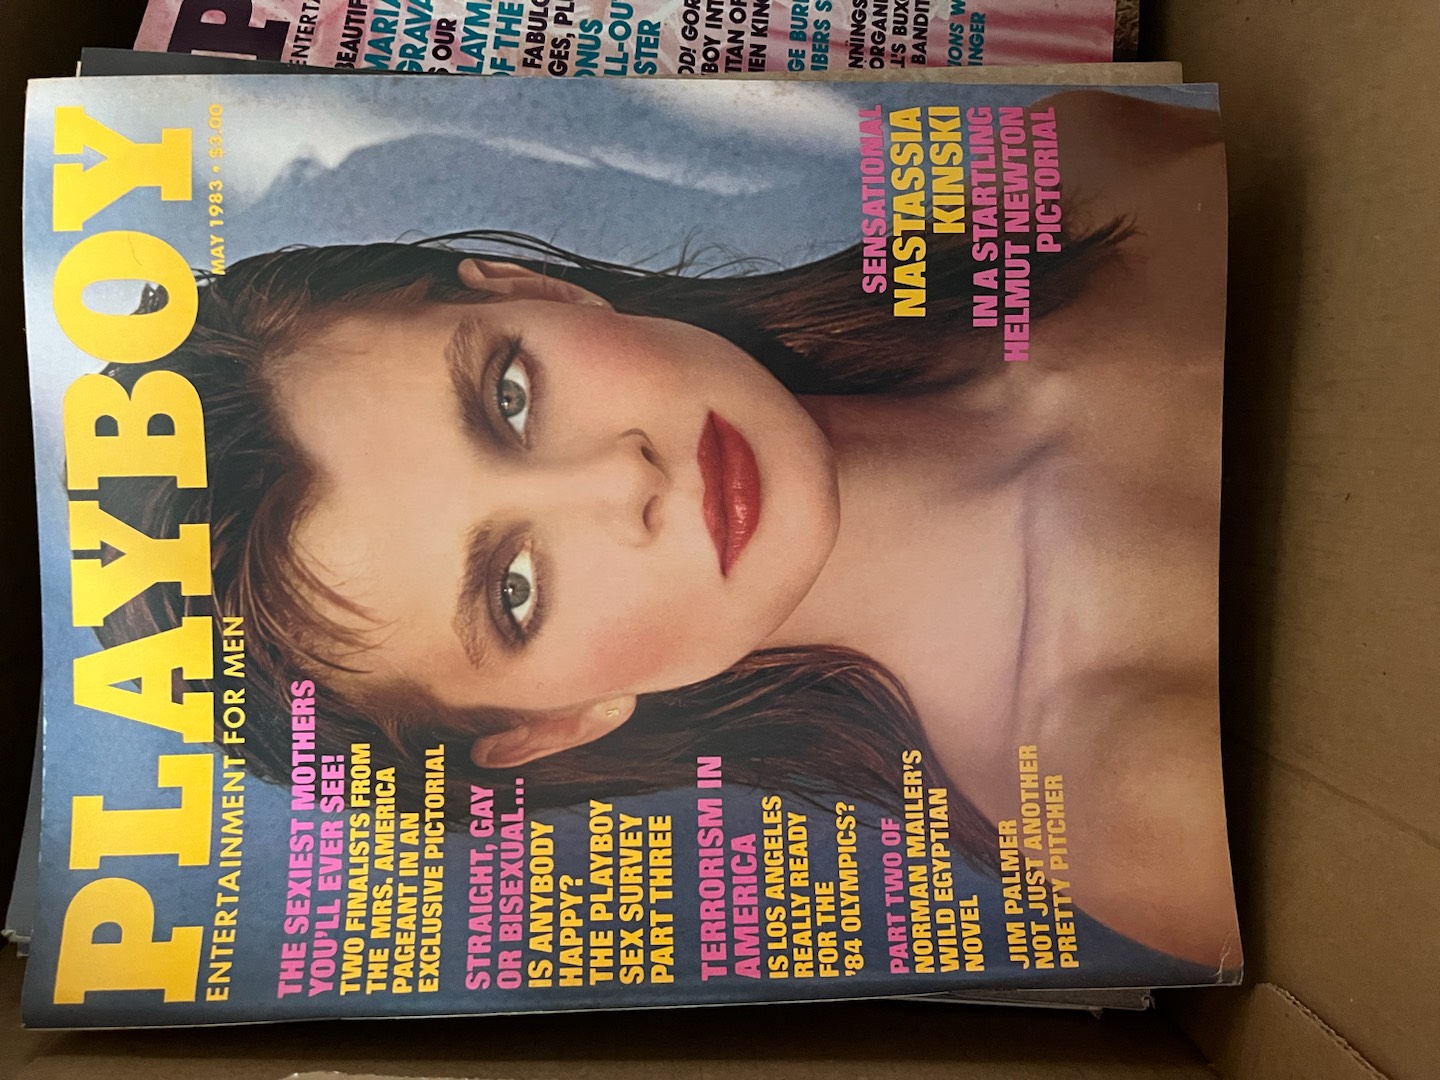 PLAYBOY
ENTERTAINMENT FOR MEN
MAY 1983 • $3.00
THE SEXIEST MOTHERS
YOU'LL EVER SEE!
TWO FINALISTS FROM
THE MRS. AMERICA
PAGEANT IN AN
EXCLUSIVE PICTORIAL
STRAIGHT, GAY
OR BISEXUAL...
IS ANYBODY
HAPPY?
THE PLAYBOY
SEX SURVEY
PART THREE
TERRORISM IN
AMERICA
IS LOS ANGELES
REALLY READY
FOR THE
'84 OLYMPICS?
PART TWO OF
NORMAN MAILER'S
WILD EGYPTIAN
NOVEL
JIM PALMER
NOT JUST ANOTHER
PRETTY PITCHER
SENSATIONAL
NASTASSIA
KINSKI
IN A STARTLING
HELMUT NEWTON
PICTORIAL
OUR
OF THE